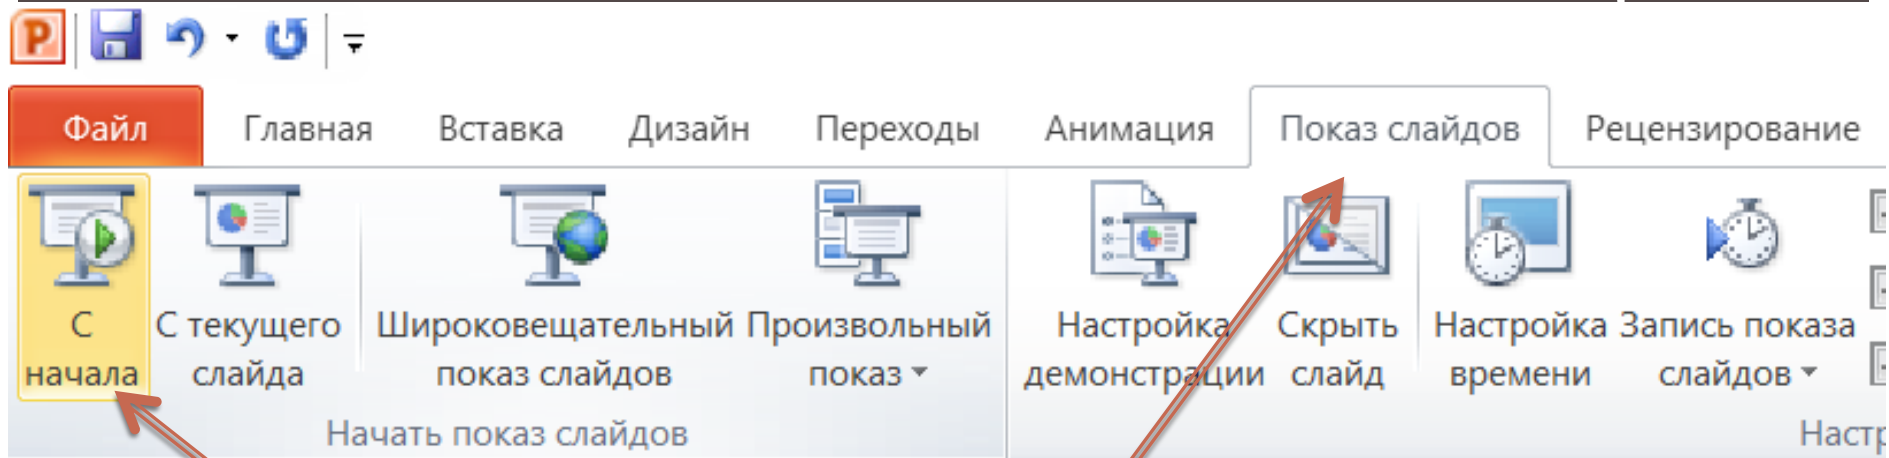 Файл Главная Вставка Дизайн Переходы Анимация Показ слайдов Рецензирование
С начала
С текущего слайда
Широковещательный показ слайдов
Произвольный показ
Настройка демонстрации
Скрыть слайд
Настройка времени
Запись показа слайдов
Начать показ слайдов